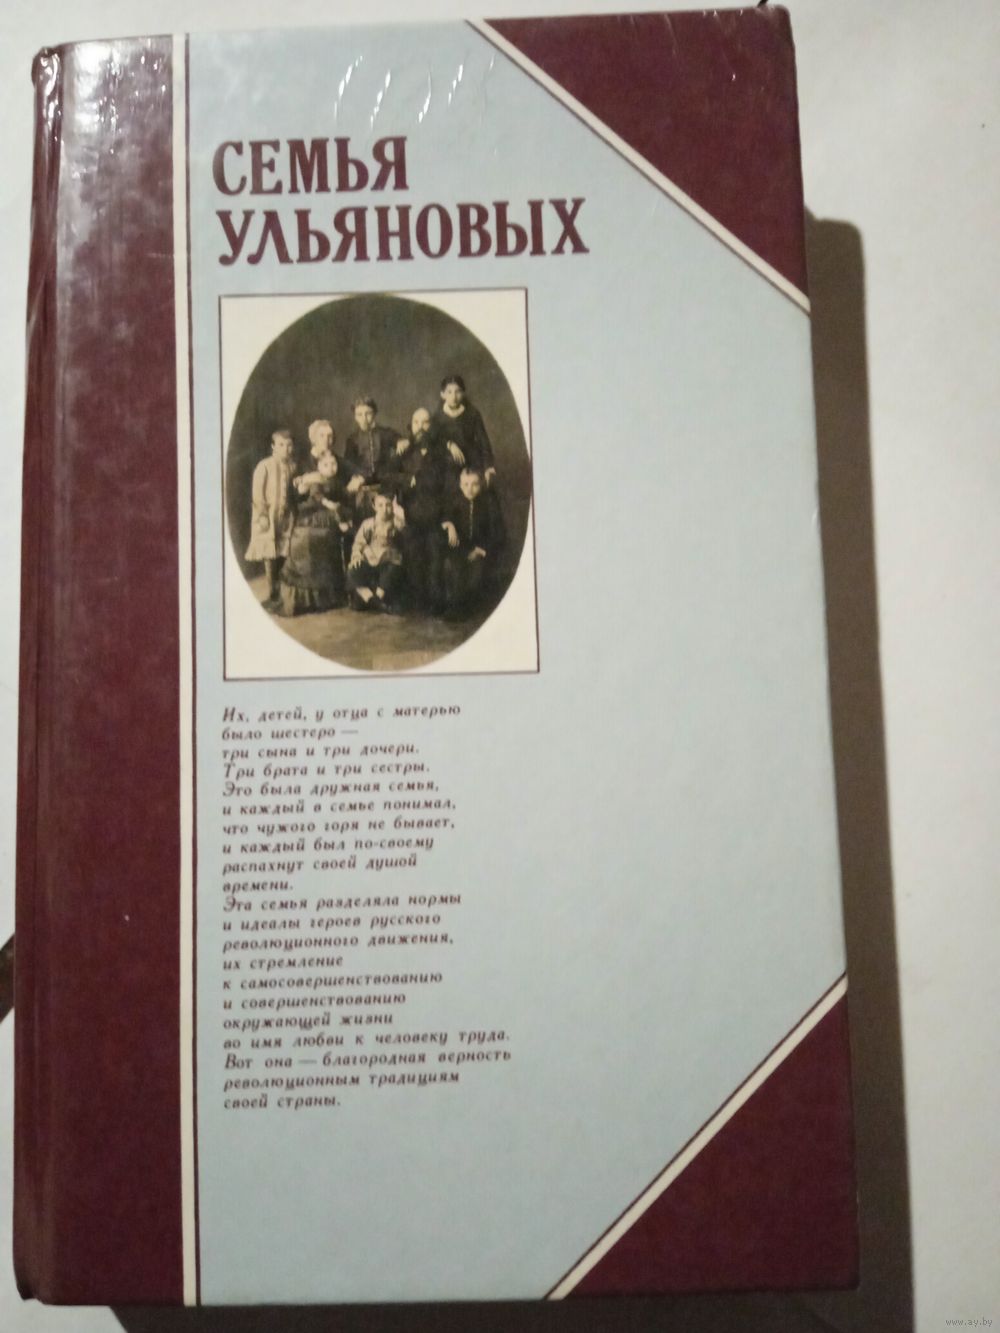 СЕМЬЯ
УЛЬЯНОВЫХ
Их, детей, у отца с матерью
было шестеро —
три сына и три дочери.
Три брата и три сестры.
Это была дружная семья,
и каждый в семье понимал,
что чужого горя не бывает,
и каждый был по-своему
распахнут своей душой
времени.
Эта семья разделяла нормы
и идеалы героев русского
революционного движения,
их стремление
к самосовершенствованию
и совершенствованию
окружающей жизни
во имя любви к человеку труда.
Вот она — благородная верность
революционным традициям
своей страны.
www.ay.by